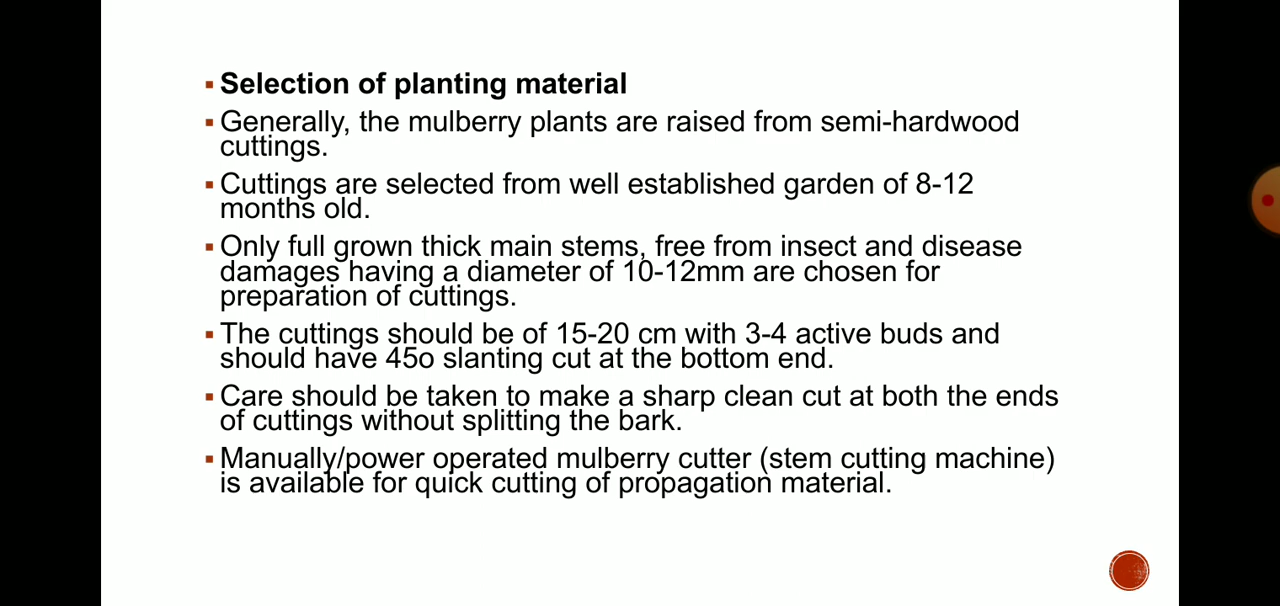 ▪ Selection of planting material
▪ Generally, the mulberry plants are raised from semi-hardwood
cuttings.
▪ Cuttings are selected from well established garden of 8-12
months old.
▪ Only full grown thick main stems, free from insect and disease
damages having a diameter of 10-12mm are chosen for
preparation of cuttings.
▪ The cuttings should be of 15-20 cm with 3-4 active buds and
should have 45o slanting cut at the bottom end.
▪ Care should be taken to make a sharp clean cut at both the ends
of cuttings without splitting the bark.
▪ Manually/power operated mulberry cutter (stem cutting machine)
is available for quick cutting of propagation material.